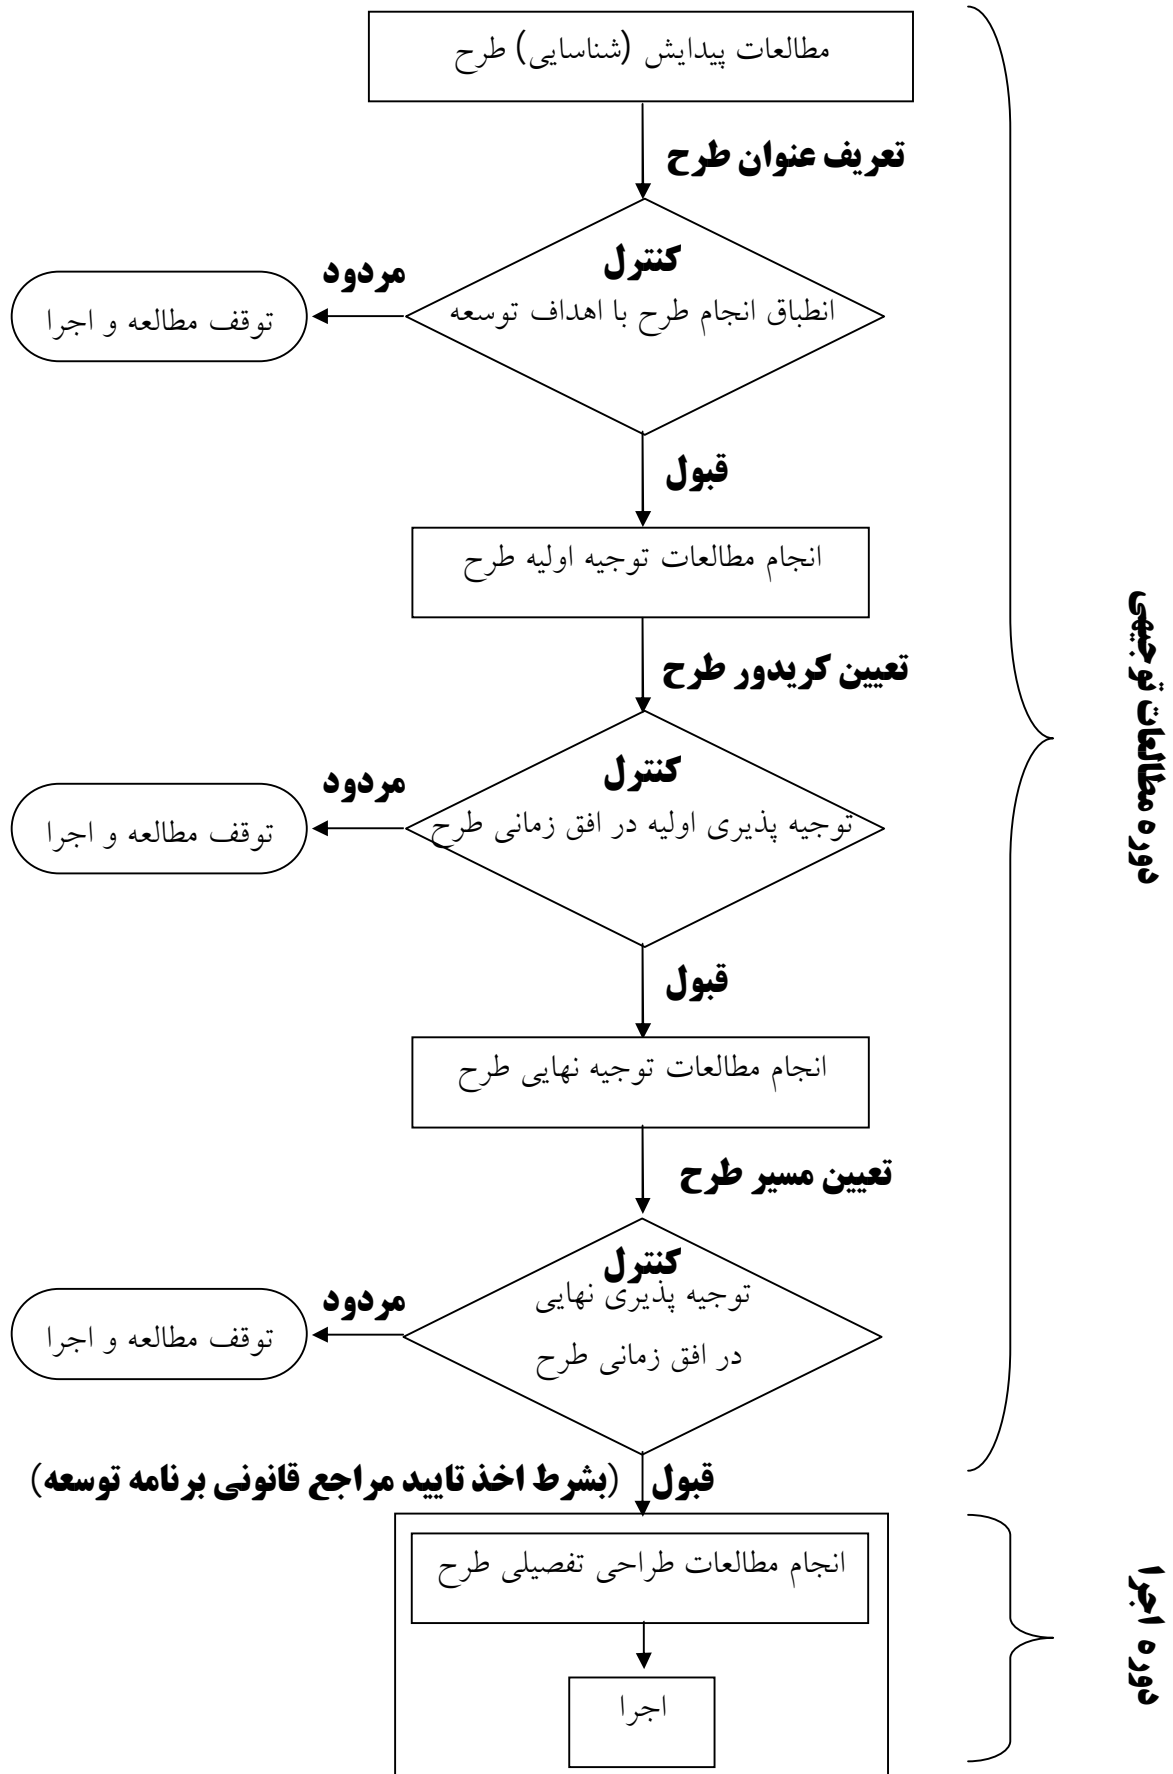 مطالعات پیدایش (شناسایی) طرح
تعریف عنوان طرح
کنترل
انطباق انجام طرح با اهداف توسعه
مردود
توقف مطالعه و اجرا
قبول
انجام مطالعات توجیه اولیه طرح
تعیین کریدور طرح
کنترل
توجیه پذیری اولیه در افق زمانی طرح
مردود
توقف مطالعه و اجرا
قبول
انجام مطالعات توجیه نهایی طرح
تعیین مسیر طرح
کنترل
توجیه پذیری نهایی
در افق زمانی طرح
مردود
توقف مطالعه و اجرا
قبول (بشرط اخذ تایید مراجع قانونی برنامه توسعه)
انجام مطالعات طراحی تفصیلی طرح
اجرا
دوره مطالعات توجیهی
دوره اجرا